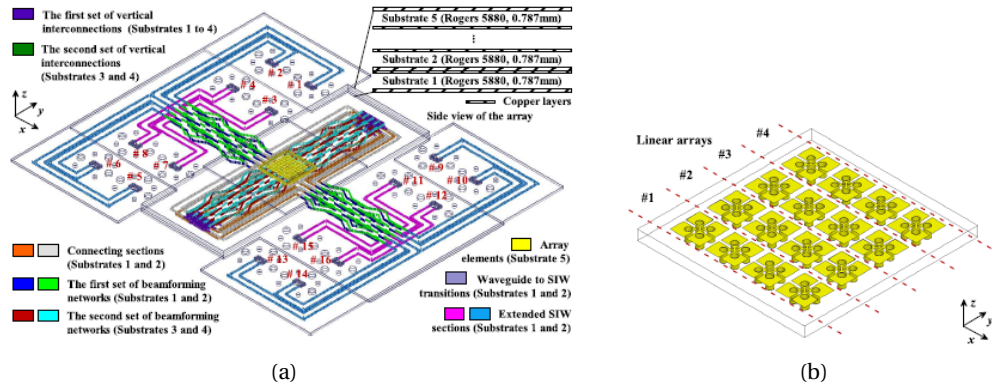 The first set of vertical
interconnections (Substrates 1 to 4)
The second set of vertical
interconnections
(Substrates 3 and 4)
Substrate 5 (Rogers 5880, 0.787mm)
Substrate 2 (Rogers 5880, 0.787mm)
Substrate 1 (Rogers 5880, 0.787mm)
Copper layers
Side view of the array
z
y
x
# 2
# 1
# 4
# 3
# 8
# 7
# 6
# 5
# 9
# 10
# 11
# 12
# 15
# 16
# 13
# 14
Connecting sections
(Substrates 1 and 2)
The first set of beamforming
networks (Substrates 1 and 2)
The second set of beamforming
networks (Substrates 3 and 4)
Array
elements (Substrate 5)
Waveguide to SIW
transitions (Substrates 1 and 2)
Extended SIW
sections (Substrates 1 and 2)
(a)
Linear arrays
#4
#3
#2
#1
z
y
x
(b)